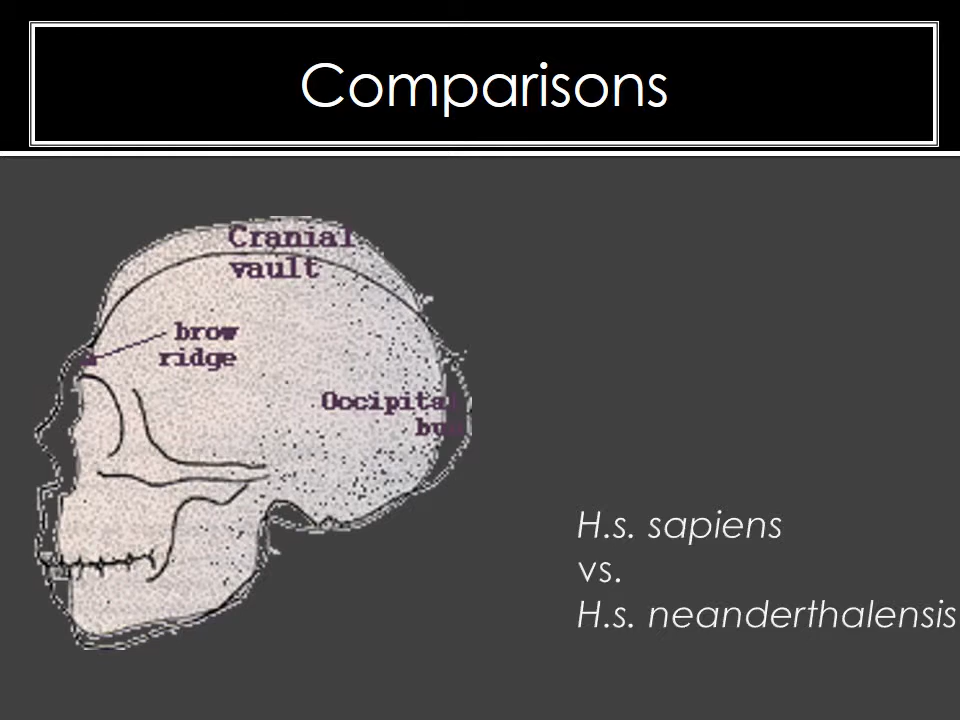 Comparisons
Cranial
vault
brow
ridge
Occipital
H.s. sapiens
vs.
H.s. neanderthalensis